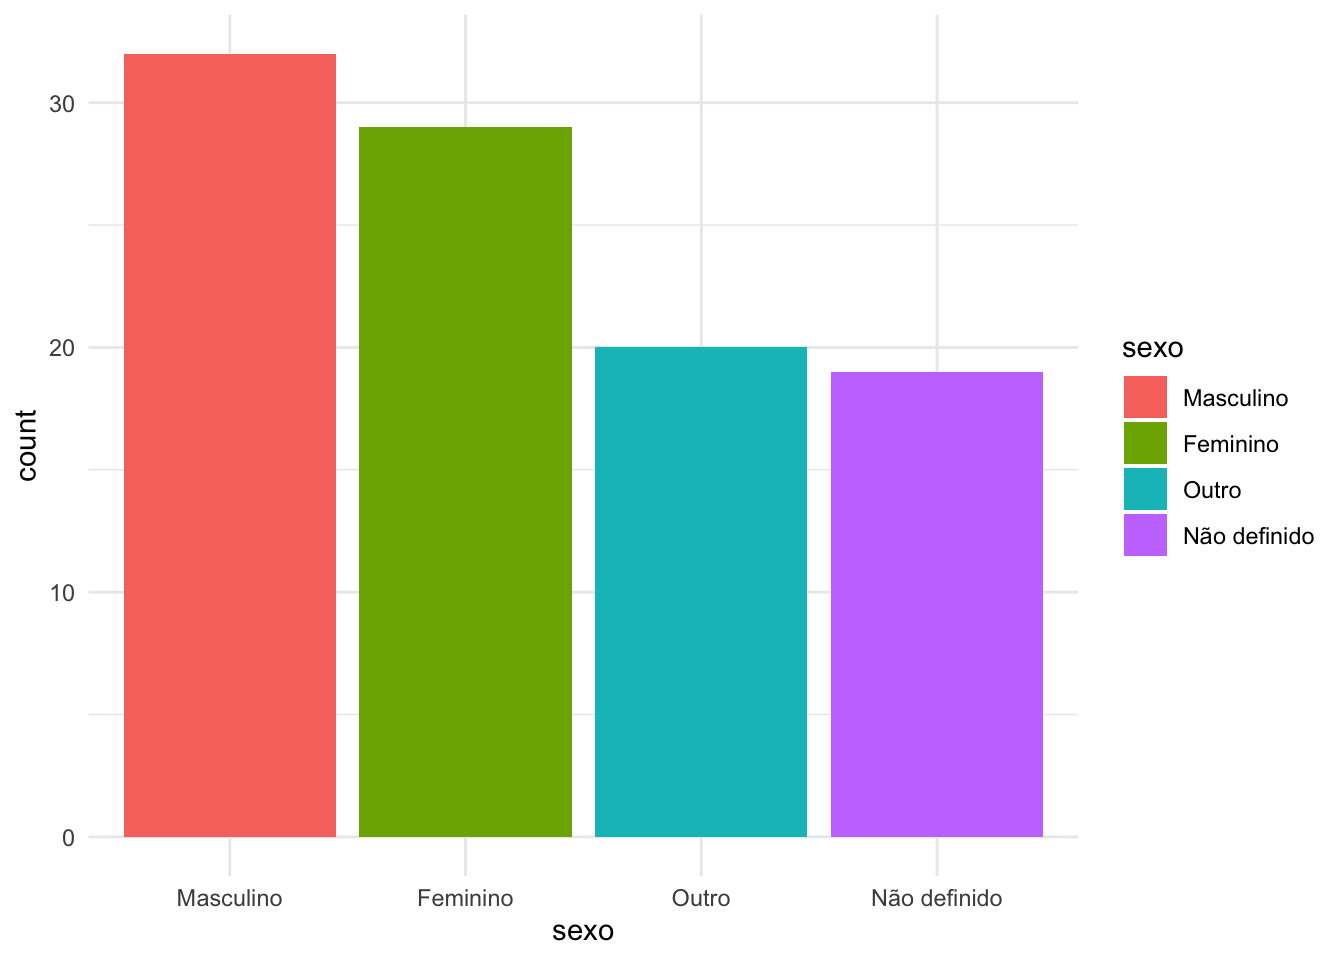 30
20
10
0
count
Masculino
Feminino
Outro
Não definido
sexo
sexo
Masculino
Feminino
Outro
Não definido